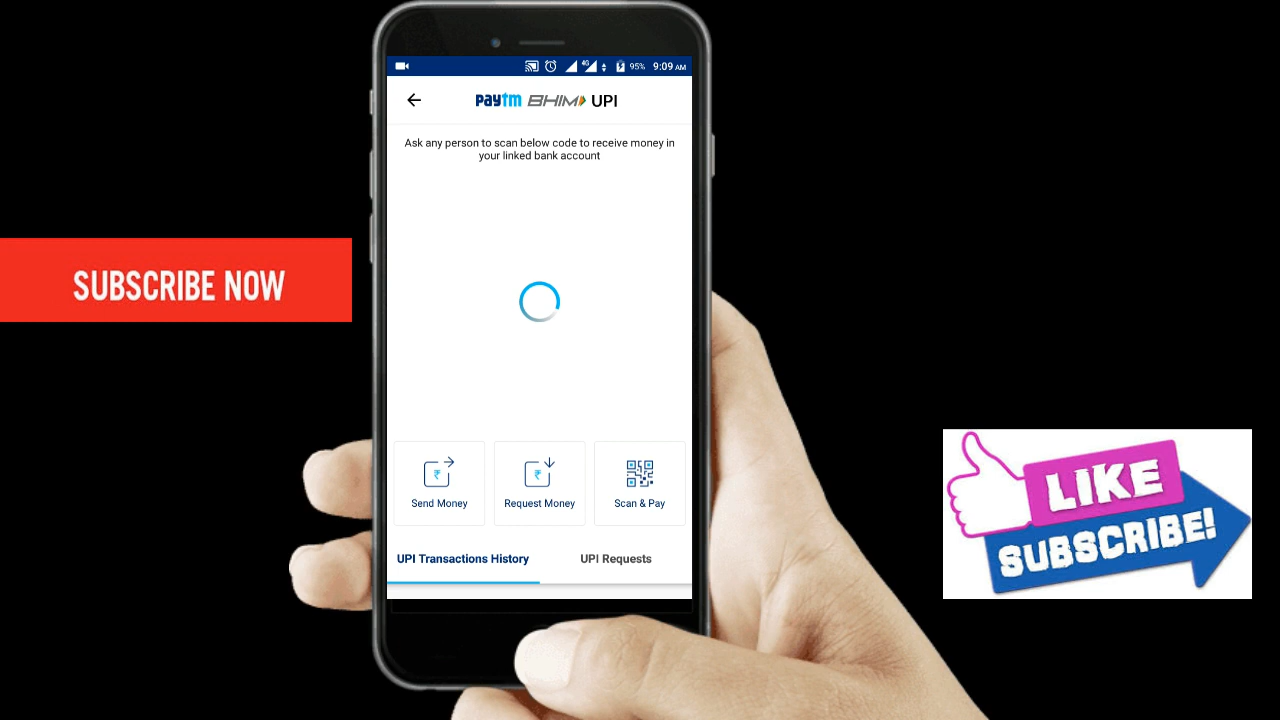 4G 95% 9:09 AM
paytm BHIM UPI
Ask any person to scan below code to receive money in
your linked bank account
SUBSCRIBE NOW
₹ ₹
Send Money Request Money Scan & Pay
LIKE
SUBSCRIBE!
UPI Transactions History UPI Requests